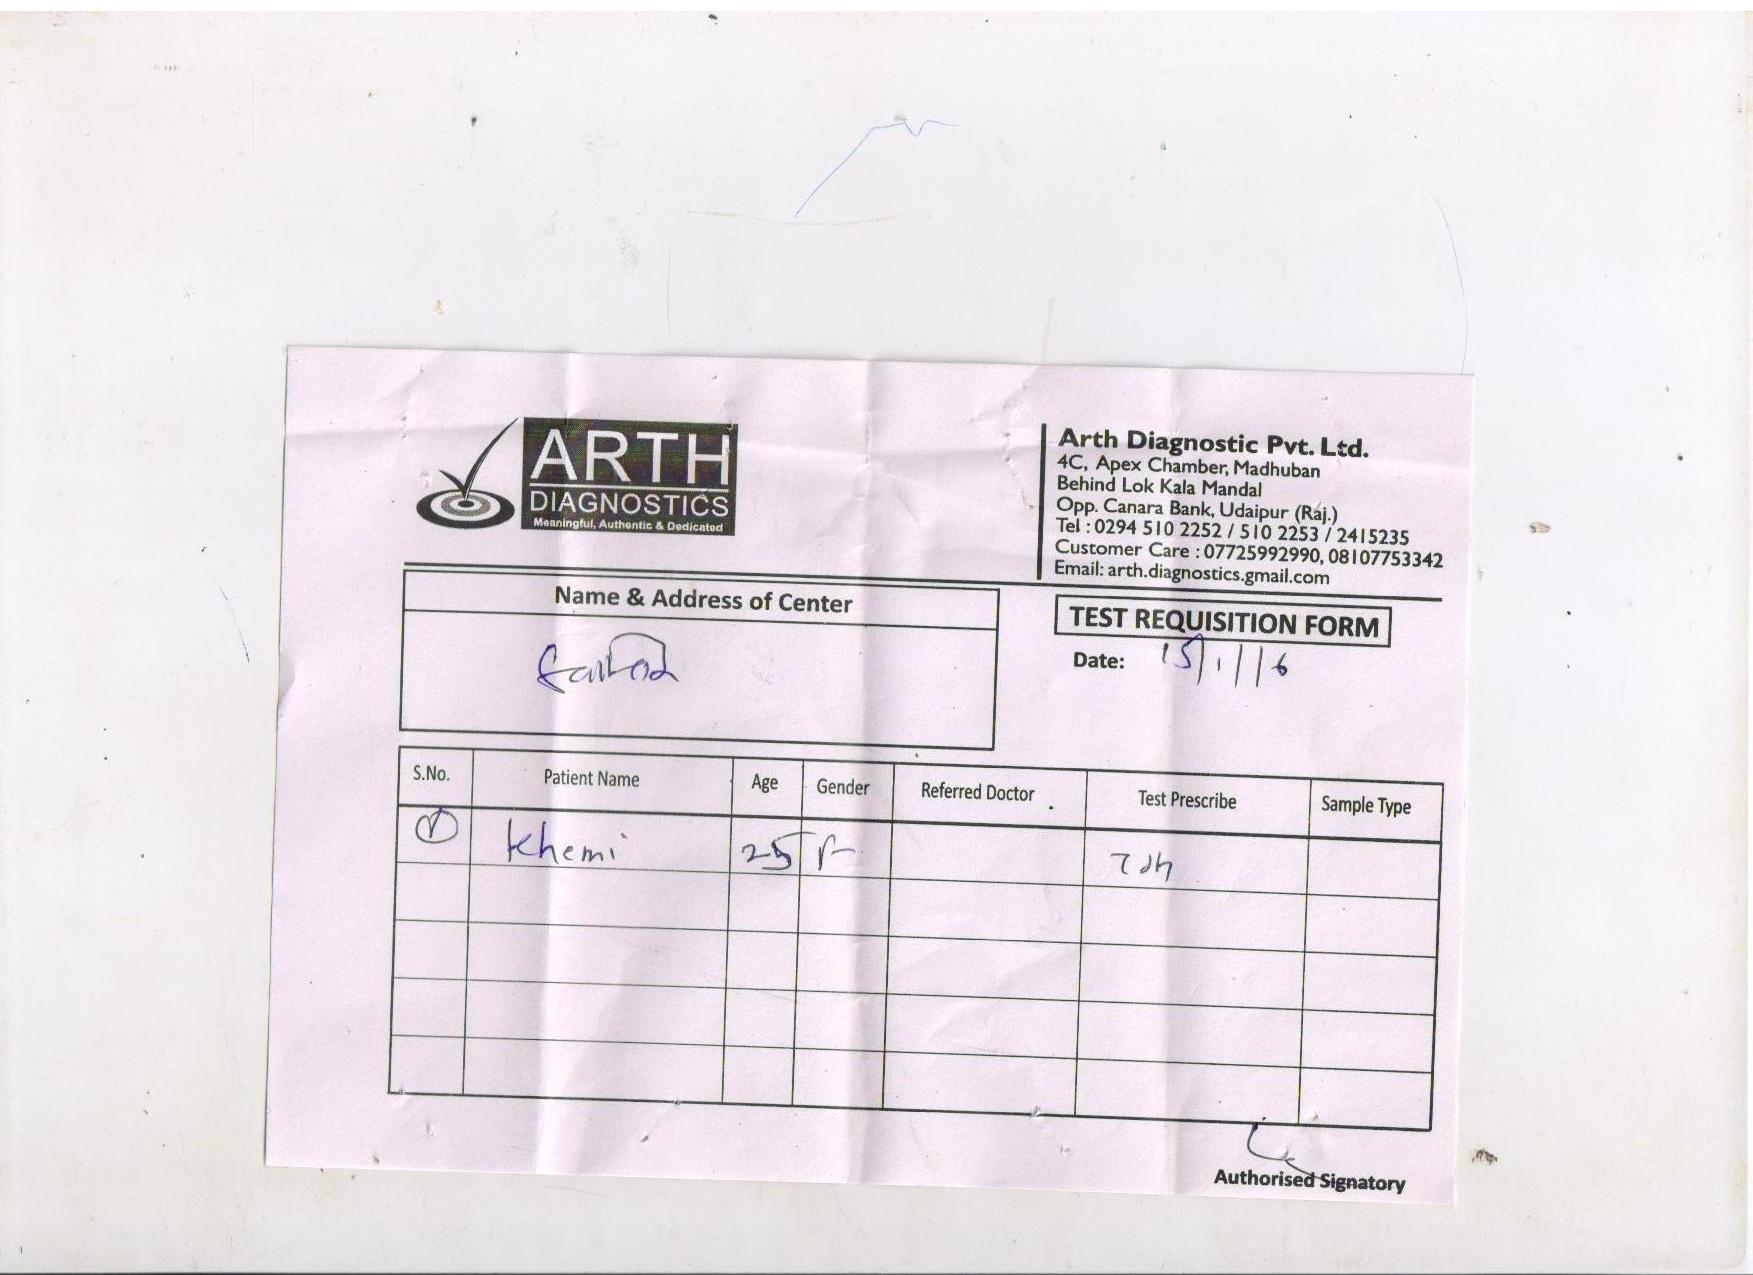 ARTH
DIAGNOSTICS
Meaningful, Authentic & Dedicated
Arth Diagnostic Pvt. Ltd.
4C, Apex Chamber, Madhuban
Behind Lok Kala Mandal
Opp. Canara Bank, Udaipur (Raj.)
Tel : 0294 510 2252 / 510 2253 / 2415235
Customer Care : 07725992990, 08107753342
Email: arth.diagnostics.gmail.com
Name & Address of Center
TEST REQUISITION FORM
Date: 15/1/16
S.No. Patient Name Age Gender Referred Doctor Test Prescribe Sample Type
Khemi 25 F
Authorised Signatory